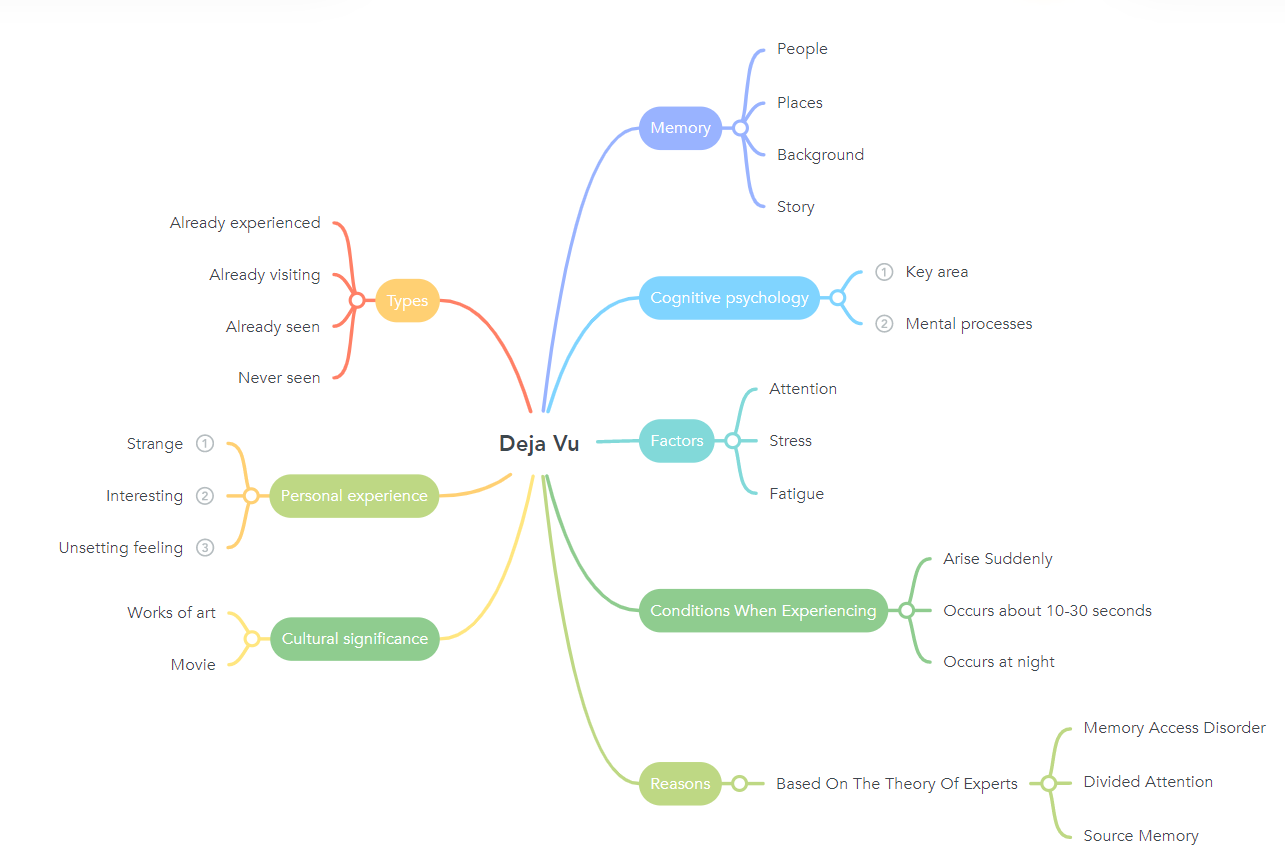 Deja Vu
Memory
People
Places
Background
Story
Cognitive psychology
1 Key area
2 Mental processes
Factors
Attention
Stress
Fatigue
Conditions When Experiencing
Arise Suddenly
Occurs about 10-30 seconds
Occurs at night
Reasons
Based On The Theory Of Experts
Memory Access Disorder
Divided Attention
Source Memory
Types
Already experienced
Already visiting
Already seen
Never seen
Personal experience
Strange 1
Interesting 2
Unsetting feeling 3
Cultural significance
Works of art
Movie